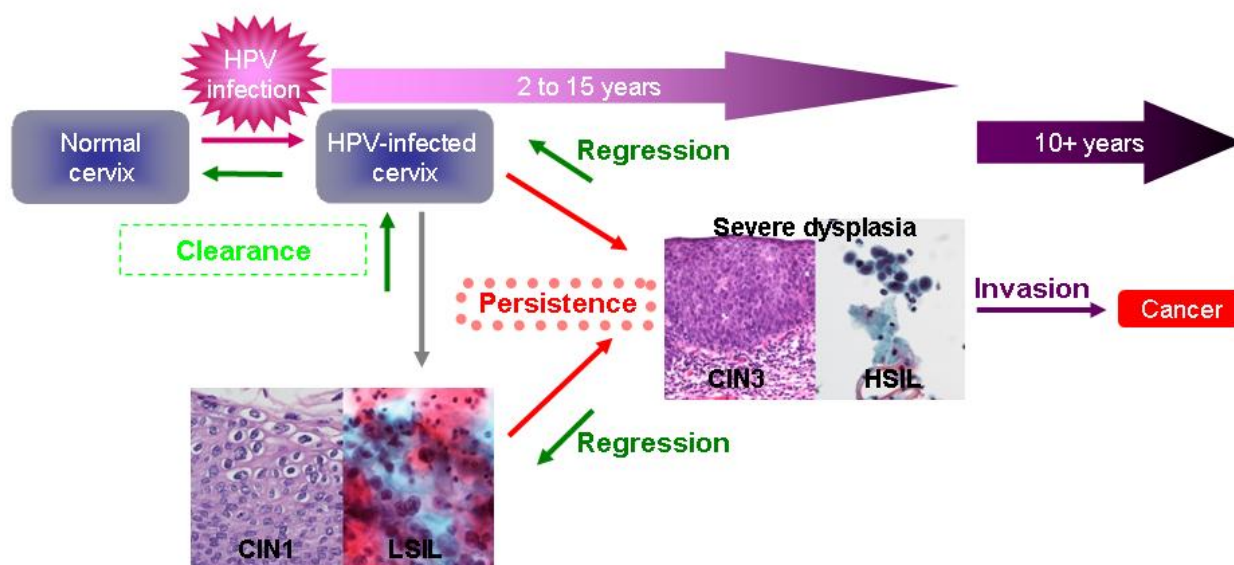 HPV
infection
2 to 15 years
Normal
cervix
HPV-infected
cervix
Regression
10+ years
Clearance
Severe dysplasia
Persistence
Invasion
Cancer
CIN3
HSIL
Regression
CIN1
LSIL